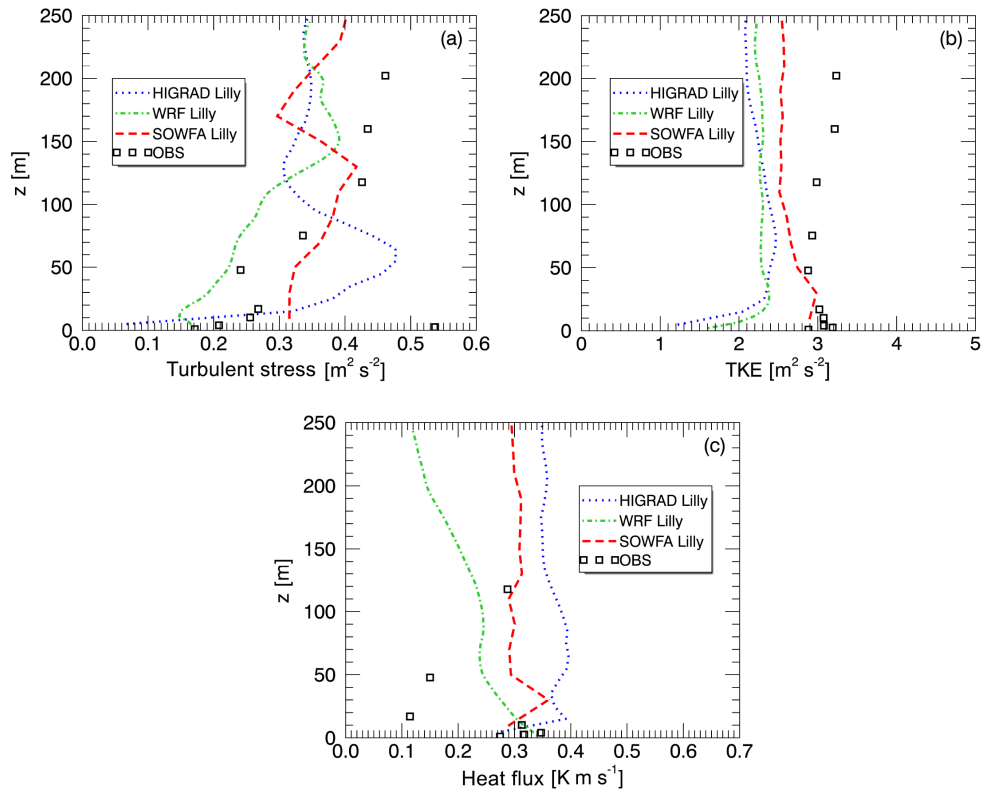 (a)
250
200
150
100
50
0
z [m]
HIGRAD Lilly
WRF Lilly
SOWFA Lilly
OBS
0.0 0.1 0.2 0.3 0.4 0.5 0.6
Turbulent stress [m² s⁻²]
(b)
250
200
150
100
50
0
z [m]
HIGRAD Lilly
WRF Lilly
SOWFA Lilly
OBS
0 1 2 3 4 5
TKE [m² s⁻²]
(c)
250
200
150
100
50
0
z [m]
HIGRAD Lilly
WRF Lilly
SOWFA Lilly
OBS
0.0 0.1 0.2 0.3 0.4 0.5 0.6 0.7
Heat flux [K m s⁻¹]